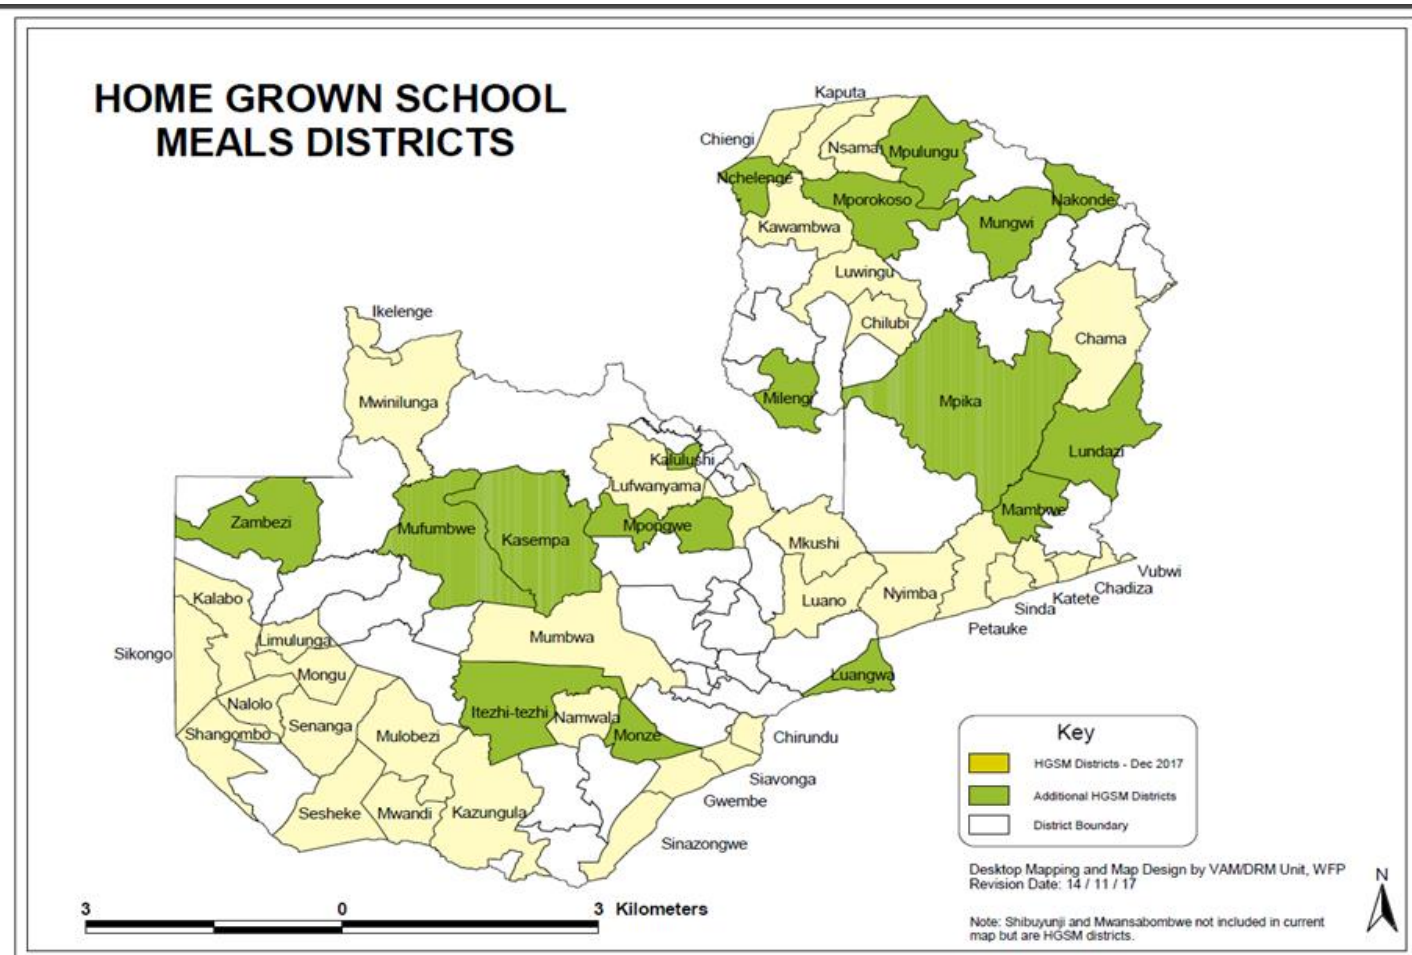 HOME GROWN SCHOOL
MEALS DISTRICTS
Kaputa
Chiengi
Nsama
Mpulungu
Nchelenge
Mporokoso
Nakonde
Kawambwa
Mungwi
Luwingu
Ikelenge
Chilubi
Chama
Mwinilunga
Milengi
Mpika
Kalulushi
Lundazi
Lufwanyama
Zambezi
Mufumbwe
Kasempa
Mpongwe
Mambwe
Mkushi
Vubwi
Chadiza
Katete
Sinda
Petauke
Nyimba
Luano
Kalabo
Limulunga
Mumbwa
Sikongo
Mongu
Luangwa
Nalolo
Senanga
Itezhi-tezhi
Namwala
Shangombo
Mulobezi
Monze
Chirundu
Siavonga
Gwembe
Sesheke
Mwandi
Kazungula
Sinazongwe
Key
HGSM Districts - Dec 2017
Additional HGSM Districts
District Boundary
Desktop Mapping and Map Design by VAM/DRM Unit, WFP
Revision Date: 14 / 11 / 17
Note: Shibuyunji and Mwansabombwe not included in current
map but are HGSM districts.
N
3 0 3 Kilometers